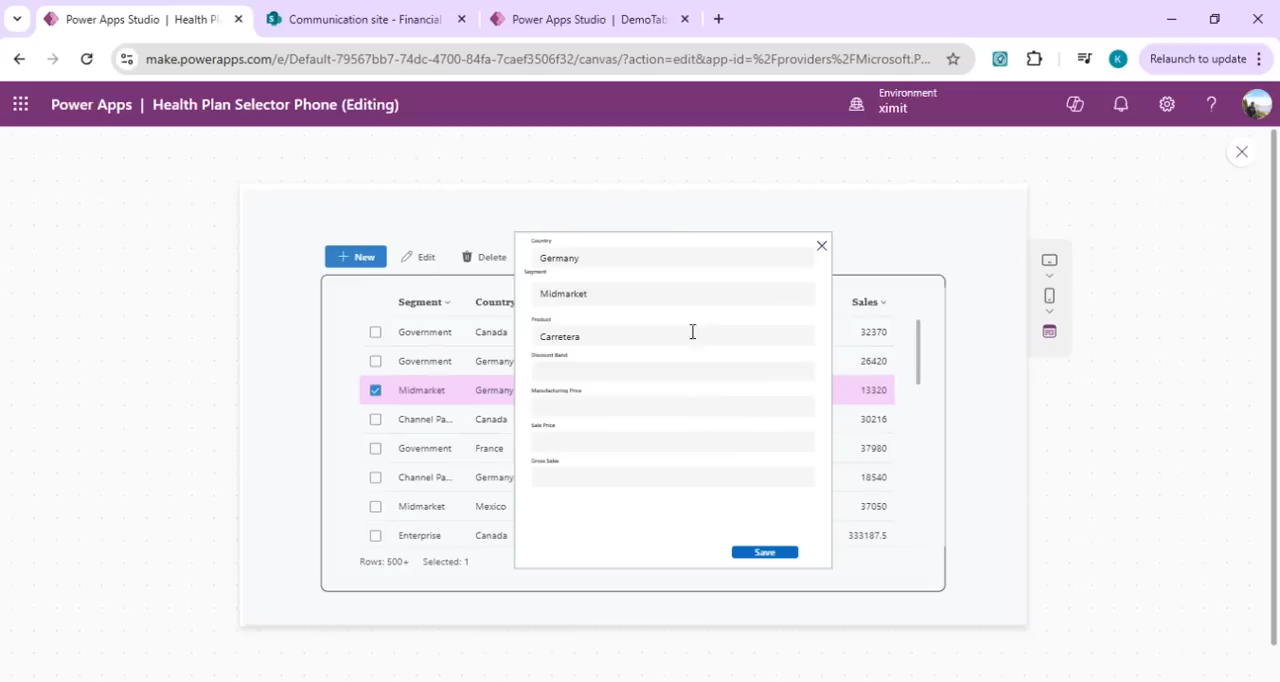 Power Apps Studio | Health Pl
Communication site - Financial
Power Apps Studio | DemoTab
make.powerapps.com/e/Default-79567bb7-74dc-4700-84fa-7caef3506f32/canvas/?action=edit&app-id=%2Fproviders%2FMicrosoft.P...
K
Relaunch to update
Power Apps | Health Plan Selector Phone (Editing)
Environment
ximit
New Edit Delete
Segment Country Sales
Government Canada 32370
Government Germany 26420
Midmarket Germany 13320
Channel Pa... Canada 30216
Government France 37980
Channel Pa... Germany 18540
Midmarket Mexico 37050
Enterprise Canada 333187.5
Rows: 500+ Selected: 1
Country
Germany
Segment
Midmarket
Product
Carretera
Discount Band
Manufacturing Price
Sale Price
Gross Sales
Save